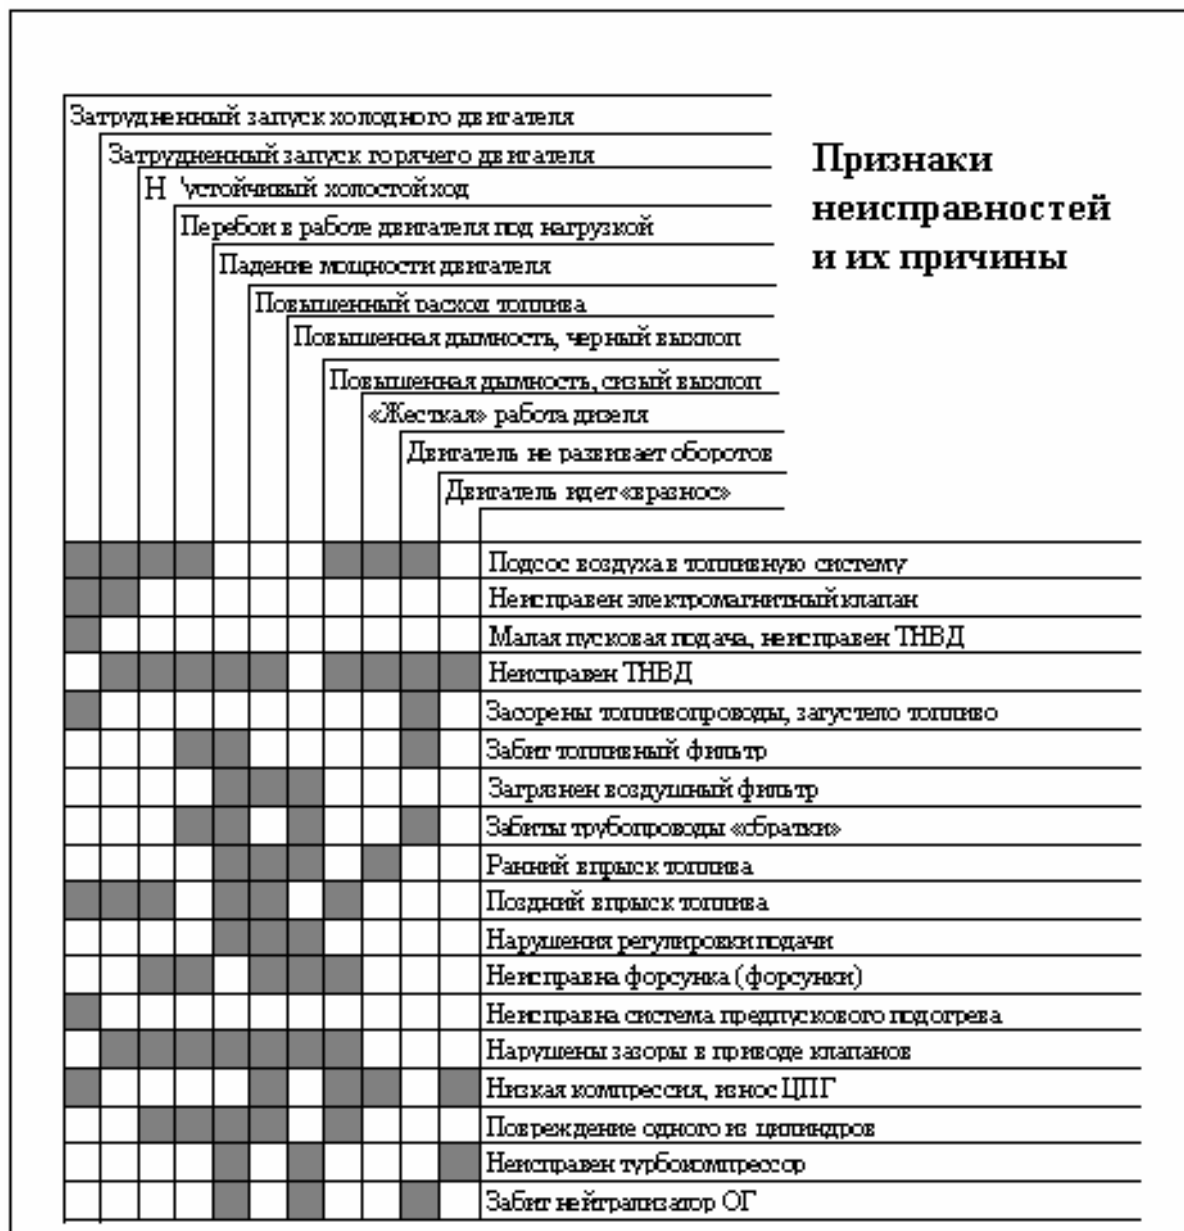 Затрудненный запуск холодного двигателя
Затрудненный запуск горячего двигателя
Н устойчивый холостой ход
Перебои в работе двигателя под нагрузкой
Падение мощности двигателя
Повышенный расход топлива
Повышенная дымность, черный выхлоп
Повышенная дымность, сизый выхлоп
«Жесткая» работа дизеля
Двигатель не развивает оборотов
Двигатель идет «вразнос»
Признаки
неисправностей
и их причины
Подсос воздуха в топливную систему
Неисправен электромагнитный клапан
Малая пусковая подача, неисправен ТНВД
Неисправен ТНВД
Засорены топливопроводы, загустело топливо
Забит топливный фильтр
Загрязнен воздушный фильтр
Забиты трубопроводы «обратки»
Ранний впрыск топлива
Поздний впрыск топлива
Нарушения регулировки подачи
Неисправна форсунка (форсунки)
Неисправна система предпускового подогрева
Нарушены зазоры в приводе клапанов
Низкая компрессия, износ ЦПГ
Повреждение одного из цилиндров
Неисправен турбокомпрессор
Забит нейтрализатор ОГ